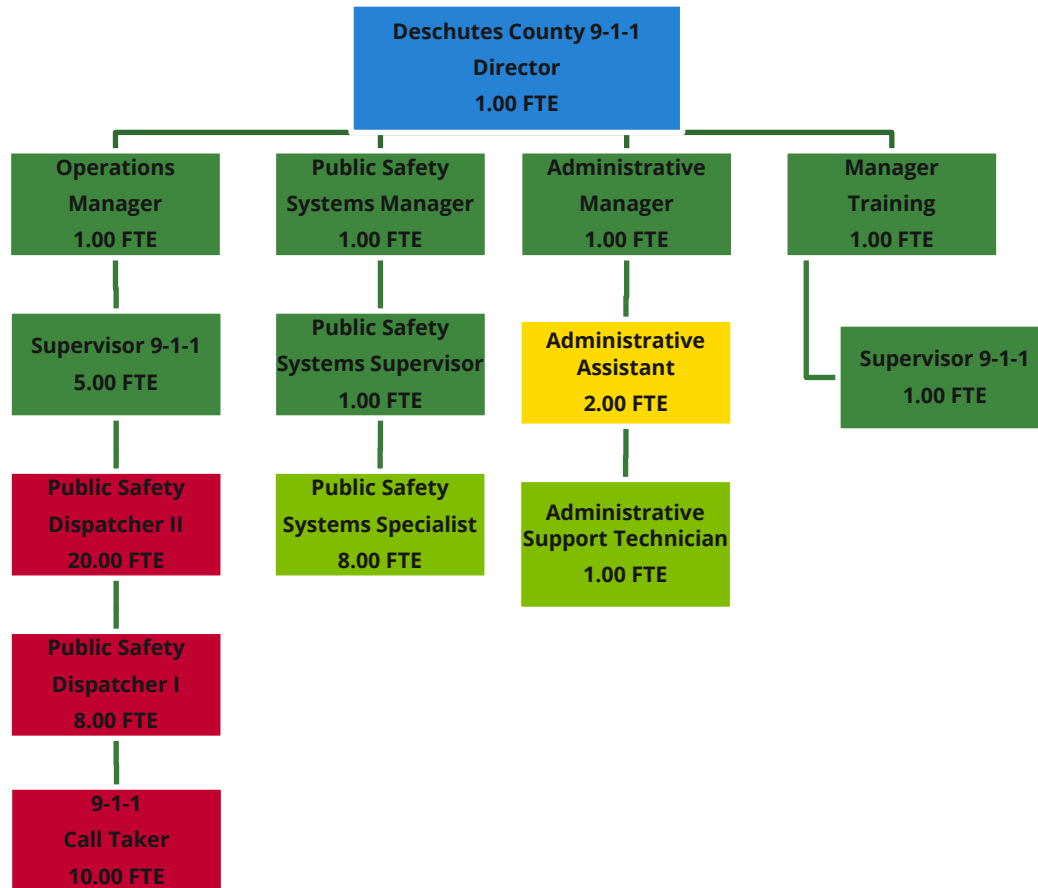 Deschutes County 9-1-1
Director
1.00 FTE
Operations
Manager
1.00 FTE
Public Safety
Systems Manager
1.00 FTE
Administrative
Manager
1.00 FTE
Manager
Training
1.00 FTE
Supervisor 9-1-1
5.00 FTE
Public Safety
Systems Supervisor
1.00 FTE
Administrative
Assistant
2.00 FTE
Supervisor 9-1-1
1.00 FTE
Public Safety
Dispatcher II
20.00 FTE
Public Safety
Systems Specialist
8.00 FTE
Administrative
Support Technician
1.00 FTE
Public Safety
Dispatcher I
8.00 FTE
9-1-1
Call Taker
10.00 FTE